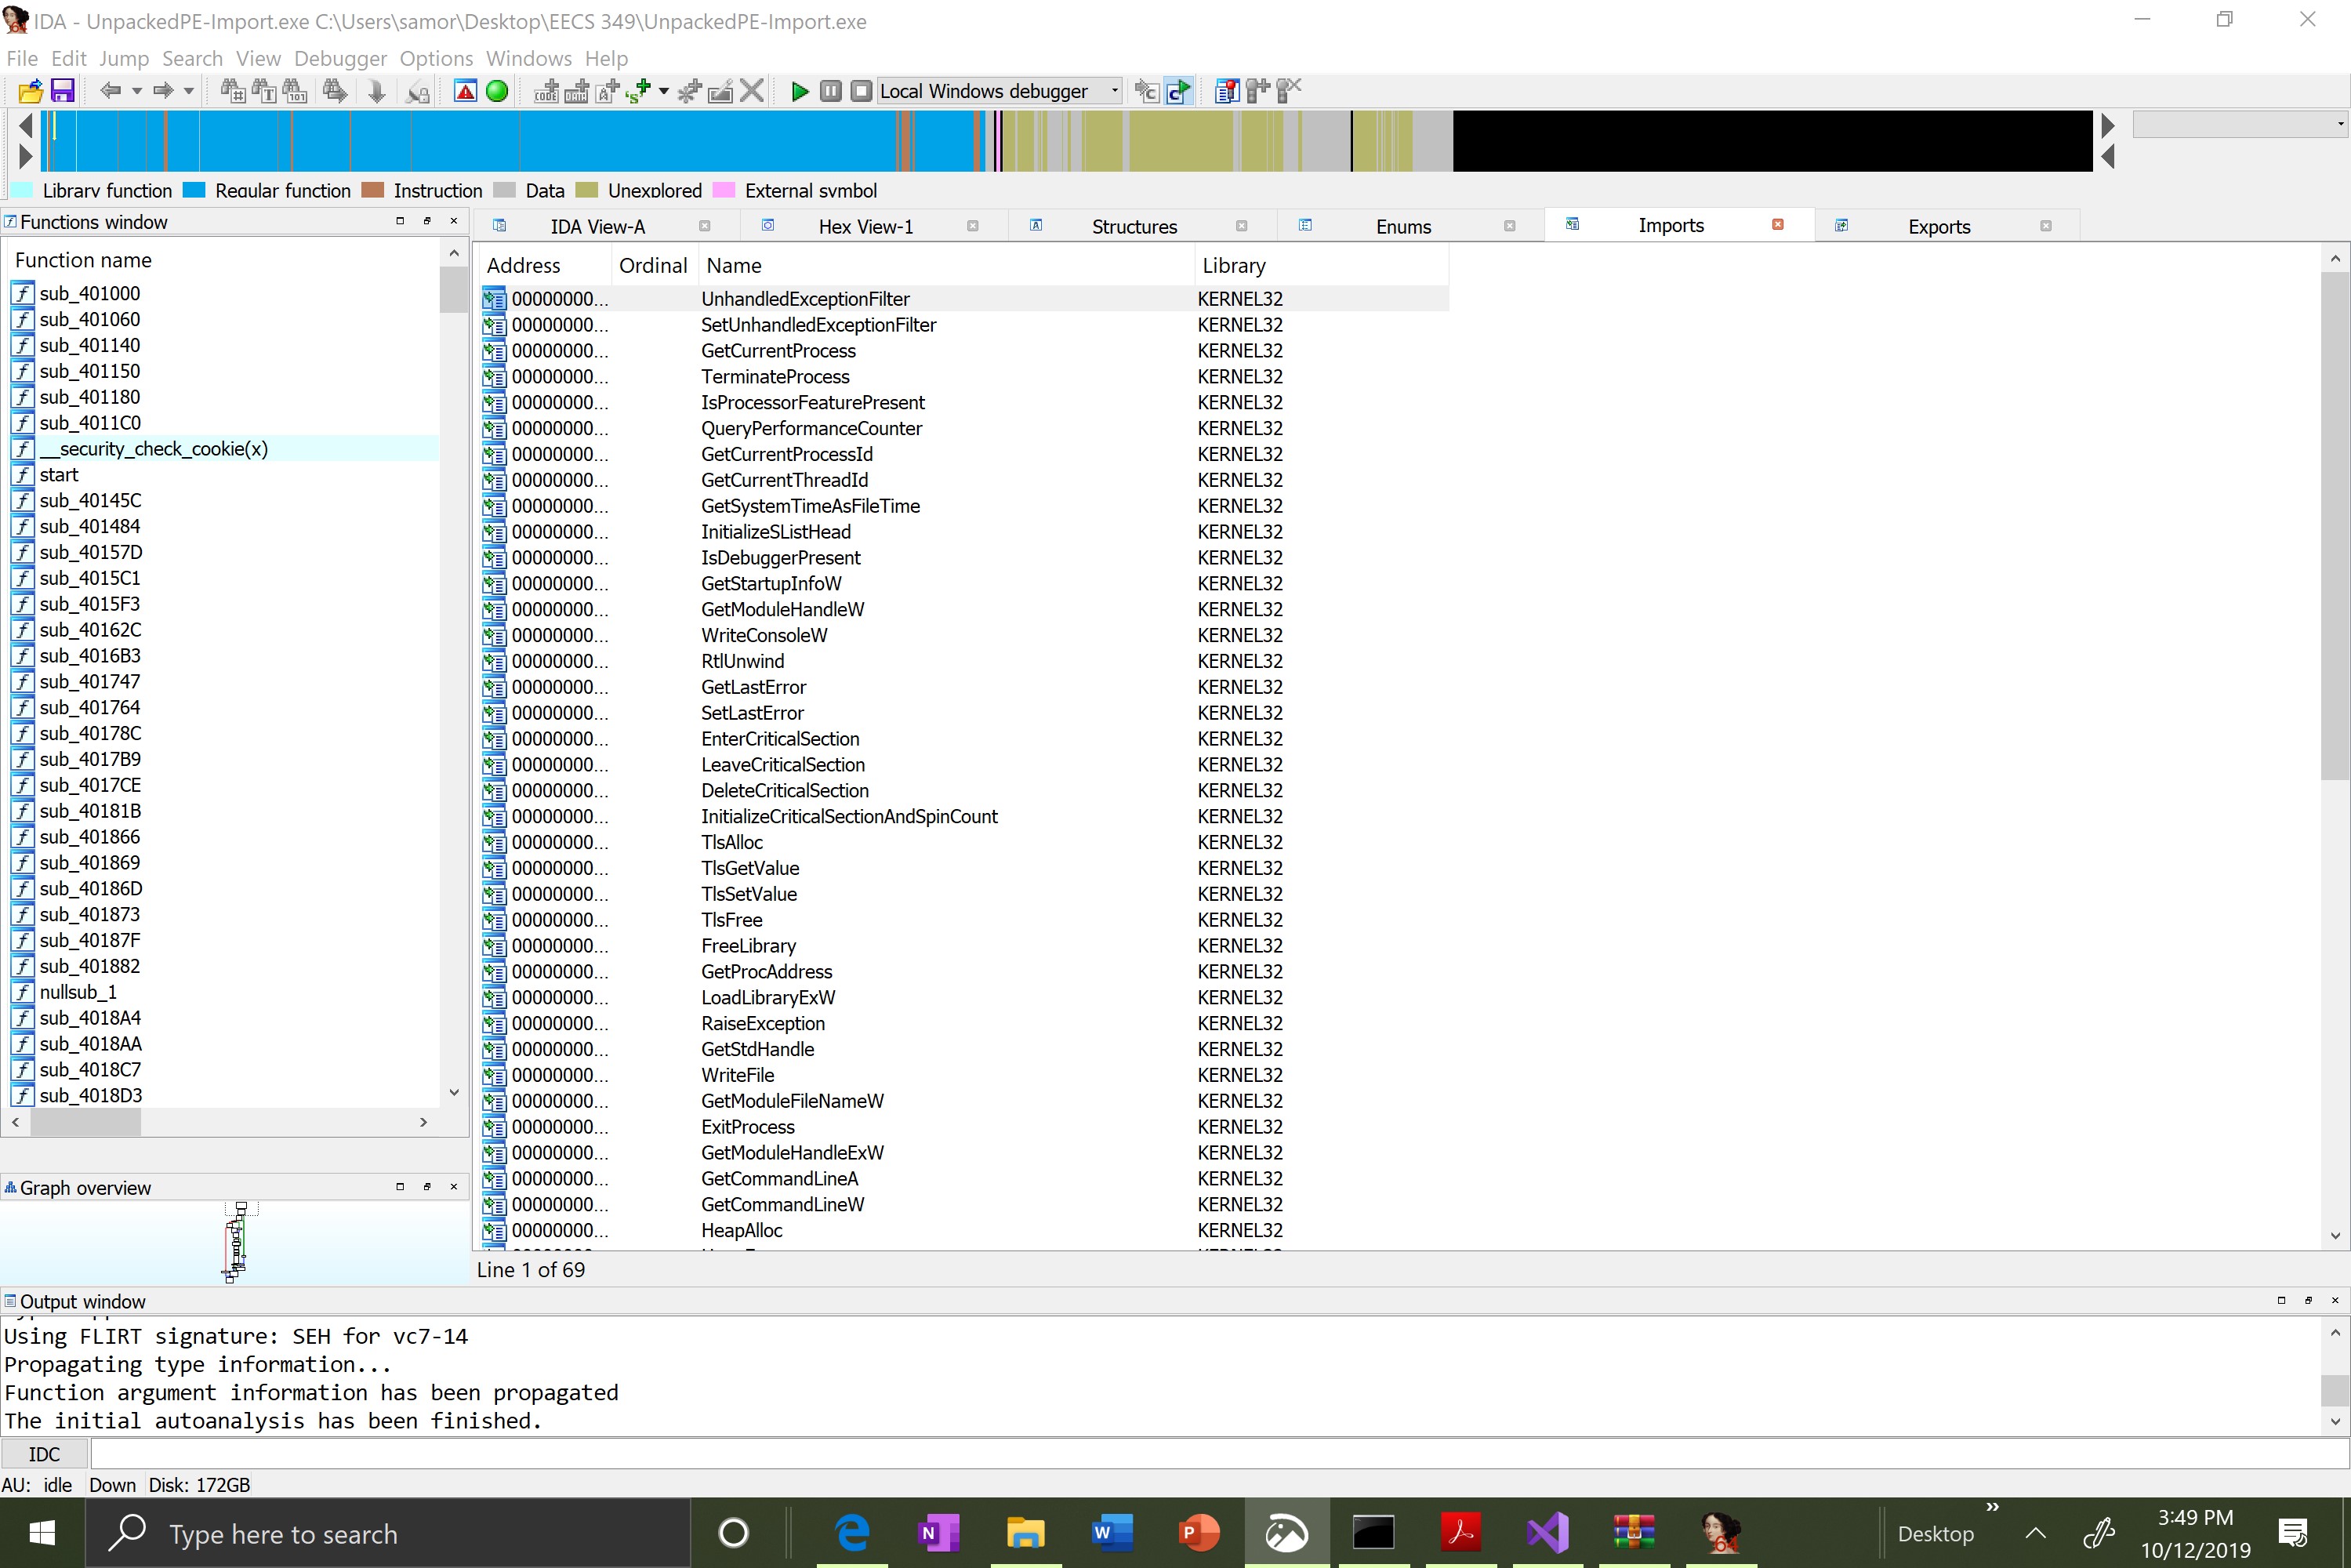 IDA - UnpackedPE-Import.exe C:\Users\samor\Desktop\EECS 349\UnpackedPE-Import.exe
File Edit Jump Search View Debugger Options Windows Help
Local Windows debugger
Library function Regular function Instruction Data Unexplored External symbol
Functions window
Function name
sub_401000
sub_401060
sub_401140
sub_401150
sub_401180
sub_4011C0
__security_check_cookie(x)
start
sub_40145C
sub_401484
sub_40157D
sub_4015C1
sub_4015F3
sub_40162C
sub_4016B3
sub_401747
sub_401764
sub_40178C
sub_4017B9
sub_4017CE
sub_40181B
sub_401866
sub_401869
sub_40186D
sub_401873
sub_40187F
sub_401882
nullsub_1
sub_4018A4
sub_4018AA
sub_4018C7
sub_4018D3
Graph overview
IDA View-A Hex View-1 Structures Enums Imports Exports
Address Ordinal Name Library
00000000... UnhandledExceptionFilter KERNEL32
00000000... SetUnhandledExceptionFilter KERNEL32
00000000... GetCurrentProcess KERNEL32
00000000... TerminateProcess KERNEL32
00000000... IsProcessorFeaturePresent KERNEL32
00000000... QueryPerformanceCounter KERNEL32
00000000... GetCurrentProcessId KERNEL32
00000000... GetCurrentThreadId KERNEL32
00000000... GetSystemTimeAsFileTime KERNEL32
00000000... InitializeSListHead KERNEL32
00000000... IsDebuggerPresent KERNEL32
00000000... GetStartupInfoW KERNEL32
00000000... GetModuleHandleW KERNEL32
00000000... WriteConsoleW KERNEL32
00000000... RtlUnwind KERNEL32
00000000... GetLastError KERNEL32
00000000... SetLastError KERNEL32
00000000... EnterCriticalSection KERNEL32
00000000... LeaveCriticalSection KERNEL32
00000000... DeleteCriticalSection KERNEL32
00000000... InitializeCriticalSectionAndSpinCount KERNEL32
00000000... TlsAlloc KERNEL32
00000000... TlsGetValue KERNEL32
00000000... TlsSetValue KERNEL32
00000000... TlsFree KERNEL32
00000000... FreeLibrary KERNEL32
00000000... GetProcAddress KERNEL32
00000000... LoadLibraryExW KERNEL32
00000000... RaiseException KERNEL32
00000000... GetStdHandle KERNEL32
00000000... WriteFile KERNEL32
00000000... GetModuleFileNameW KERNEL32
00000000... ExitProcess KERNEL32
00000000... GetModuleHandleExW KERNEL32
00000000... GetCommandLineA KERNEL32
00000000... GetCommandLineW KERNEL32
00000000... HeapAlloc KERNEL32
Line 1 of 69
Output window
Using FLIRT signature: SEH for vc7-14
Propagating type information...
Function argument information has been propagated
The initial autoanalysis has been finished.
IDC
AU: idle Down Disk: 172GB
Type here to search
Desktop
3:49 PM
10/12/2019